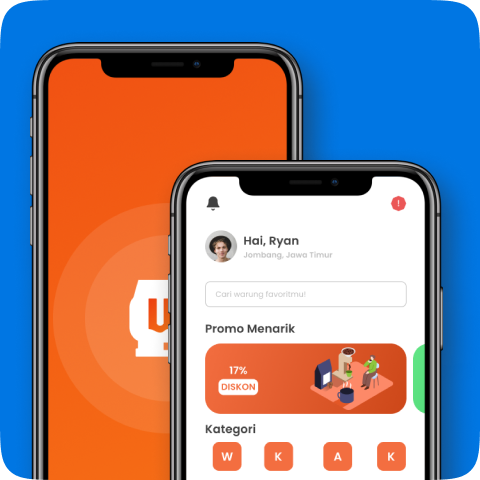 Hai, Ryan
Jombang, Jawa Timur
Cari warung favoritmu!
Promo Menarik
17%
DISKON
Kategori
W K A K